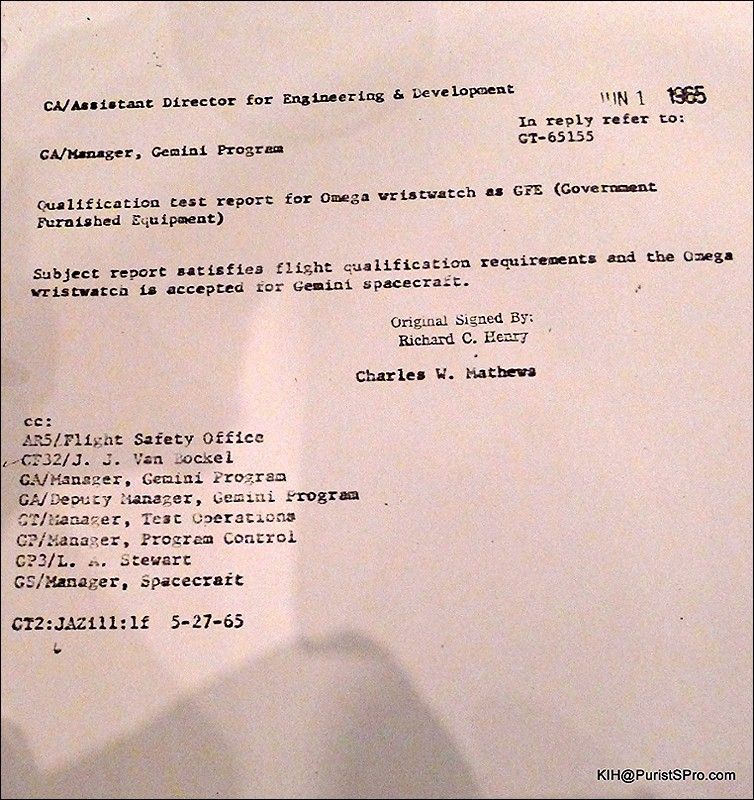 CA/Assistant Director for Engineering & Development
JUN 1 1965
In reply refer to:
GT-65155
GA/Manager, Gemini Program
Qualification test report for Omega wristwatch as GFE (Government
Furnished Equipment)
Subject report satisfies flight qualification requirements and the Omega
wristwatch is accepted for Gemini spacecraft.
Original Signed By:
Richard C. Henry
Charles W. Mathews
cc:
AR5/Flight Safety Office
CF32/J. J. Van Bockel
GA/Manager, Gemini Program
GA/Deputy Manager, Gemini Program
GT/Manager, Test Operations
GP/Manager, Program Control
GP3/L. A. Stewart
GS/Manager, Spacecraft
GT2:JAZill:lf 5-27-65
KIH@PuristSPro.com